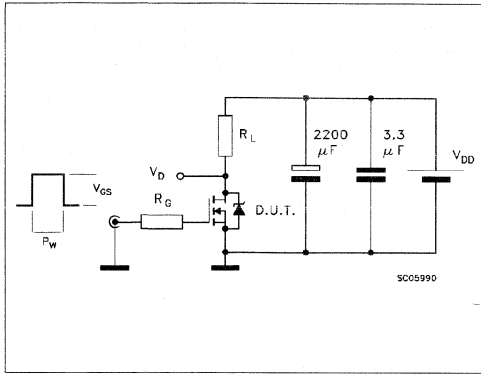 R_L
2200
µF
3.3
µF
V_DD
V_D
V_GS
R_G
D.U.T.
P_W
SC05990